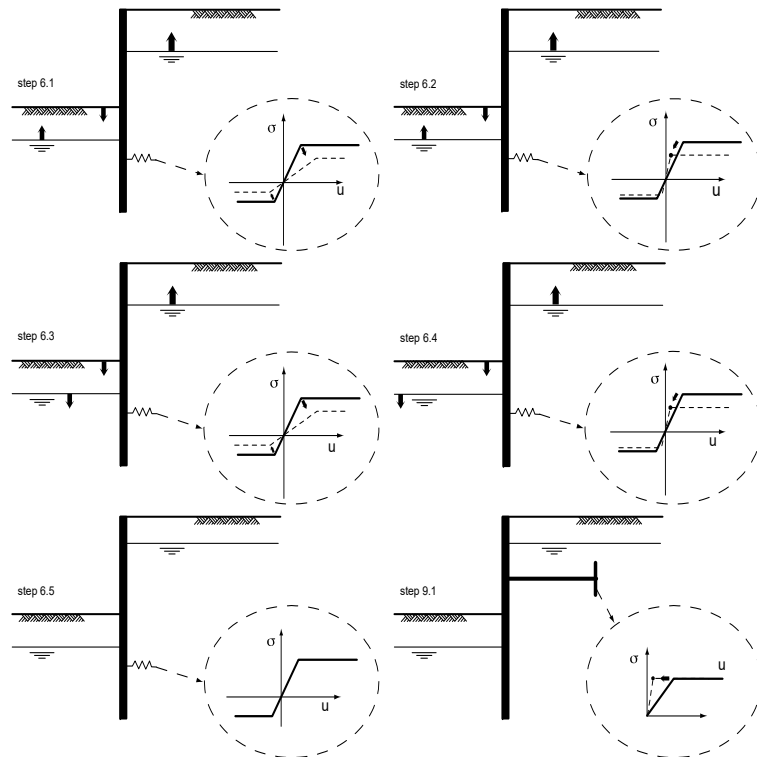 step 6.1
σ
u
step 6.2
σ
u
step 6.3
σ
u
step 6.4
σ
u
step 6.5
σ
u
step 9.1
σ
u